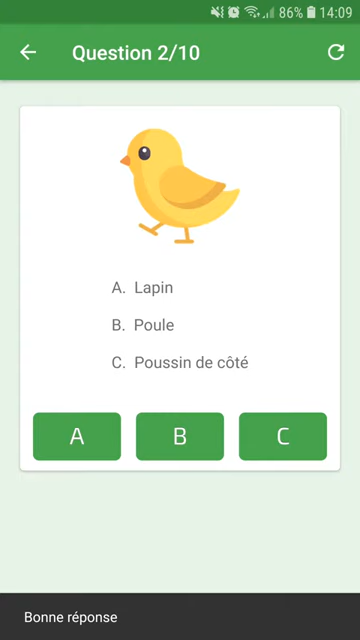 86% 14:09
Question 2/10
A. Lapin
B. Poule
C. Poussin de côté
A B C
Bonne réponse